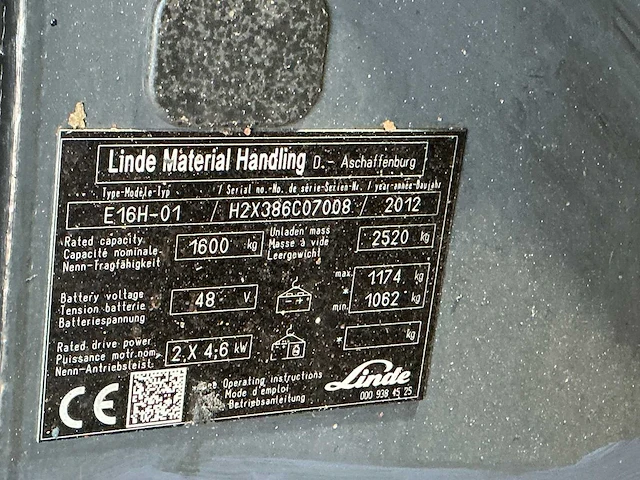 Linde Material Handling D.- Aschaffenburg
Type-Modéle-Typ / Serial no.-No. de série-Serien-Nr. / year-année-Baujahr
E16H-01 / H2X386C07008 / 2012
Rated capacity
Capacité nominale
Nenn-Tragfähigkeit
1600 kg
Unladen mass
Masse à vide
Leergewicht
2520 kg
Battery voltage
Tension batterie
Batteriespannung
48 V
max. 1174 kg
min. 1062 kg
Rated drive power
Puissance motr.nom.
Nenn-Antriebsleist.
2 X 4,6 kW
kg
CE
see Operating instructions
Mode d'emploi
Betriebsanleitung
Linde
000 938 45 25